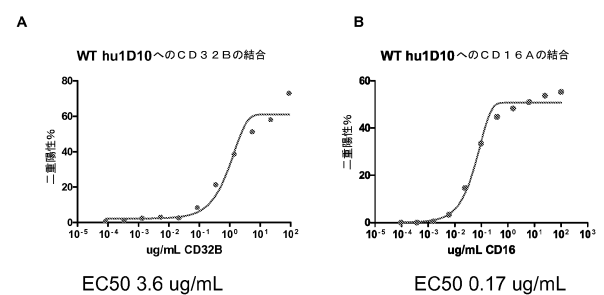 A
WT hu1D10へのＣＤ３２Ｂの結合
80
60
40
20
0
二重陽性%
10-5 10-4 10-3 10-2 10-1 100 101 102
ug/mL CD32B
EC50 3.6 ug/mL
B
WT hu1D10へのＣＤ１６Ａの結合
60
40
20
0
二重陽性%
10-5 10-4 10-3 10-2 10-1 100 101 102 103
ug/mL CD16
EC50 0.17 ug/mL